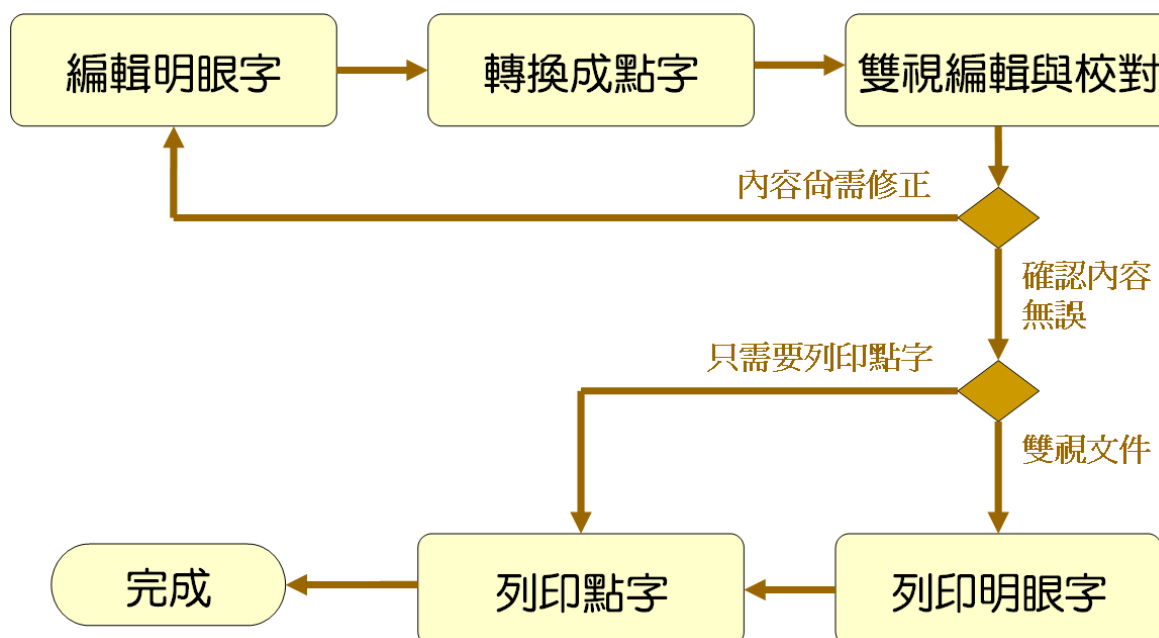 編輯明眼字
轉換成點字
雙視編輯與校對
內容尚需修正
確認內容
無誤
只需要列印點字
雙視文件
完成
列印點字
列印明眼字